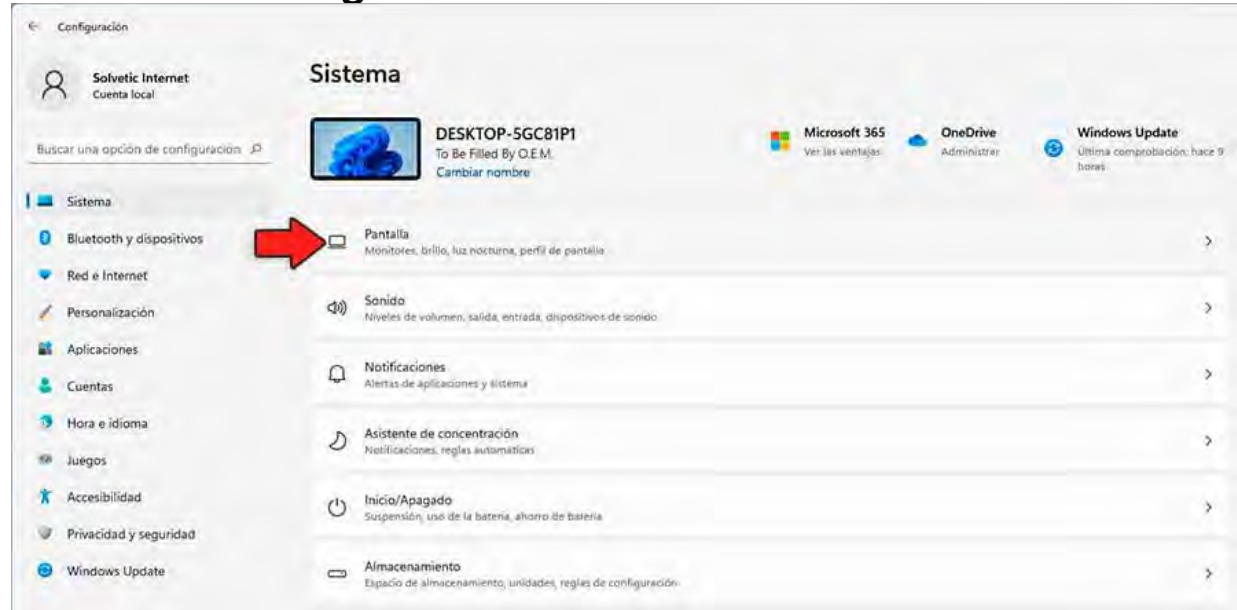 Configuración
Solvetic Internet
Cuenta local
Buscar una opción de configuración
Sistema
Bluetooth y dispositivos
Red e Internet
Personalización
Aplicaciones
Cuentas
Hora e idioma
Juegos
Accesibilidad
Privacidad y seguridad
Windows Update
Sistema
DESKTOP-5GC81P1
To Be Filled By O.E.M.
Cambiar nombre
Microsoft 365
Ver las ventajas
OneDrive
Administrar
Windows Update
Última comprobación: hace 9
horas
Pantalla
Monitores, brillo, luz nocturna, perfil de pantalla
Sonido
Niveles de volumen, salida, entrada, dispositivos de sonido
Notificaciones
Alertas de aplicaciones y sistema
Asistente de concentración
Notificaciones, reglas automáticas
Inicio/Apagado
Suspensión, uso de la batería, ahorro de batería
Almacenamiento
Espacio de almacenamiento, unidades, reglas de configuración